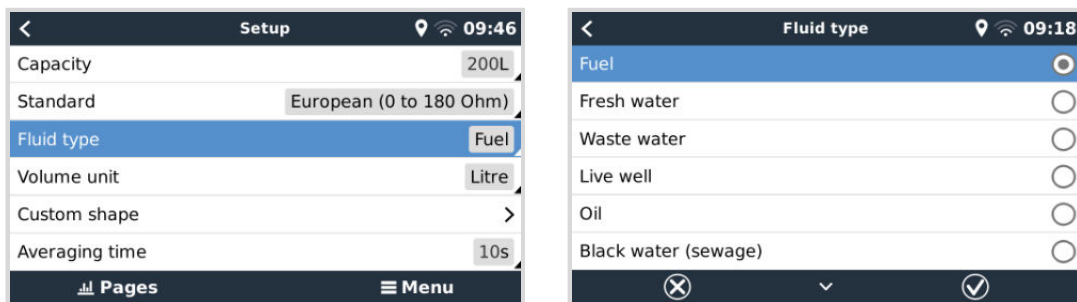 Setup 09:46
Capacity 200L
Standard European (0 to 180 Ohm)
Fluid type Fuel
Volume unit Litre
Custom shape
Averaging time 10s
Pages Menu
Fluid type 09:18
Fuel
Fresh water
Waste water
Live well
Oil
Black water (sewage)